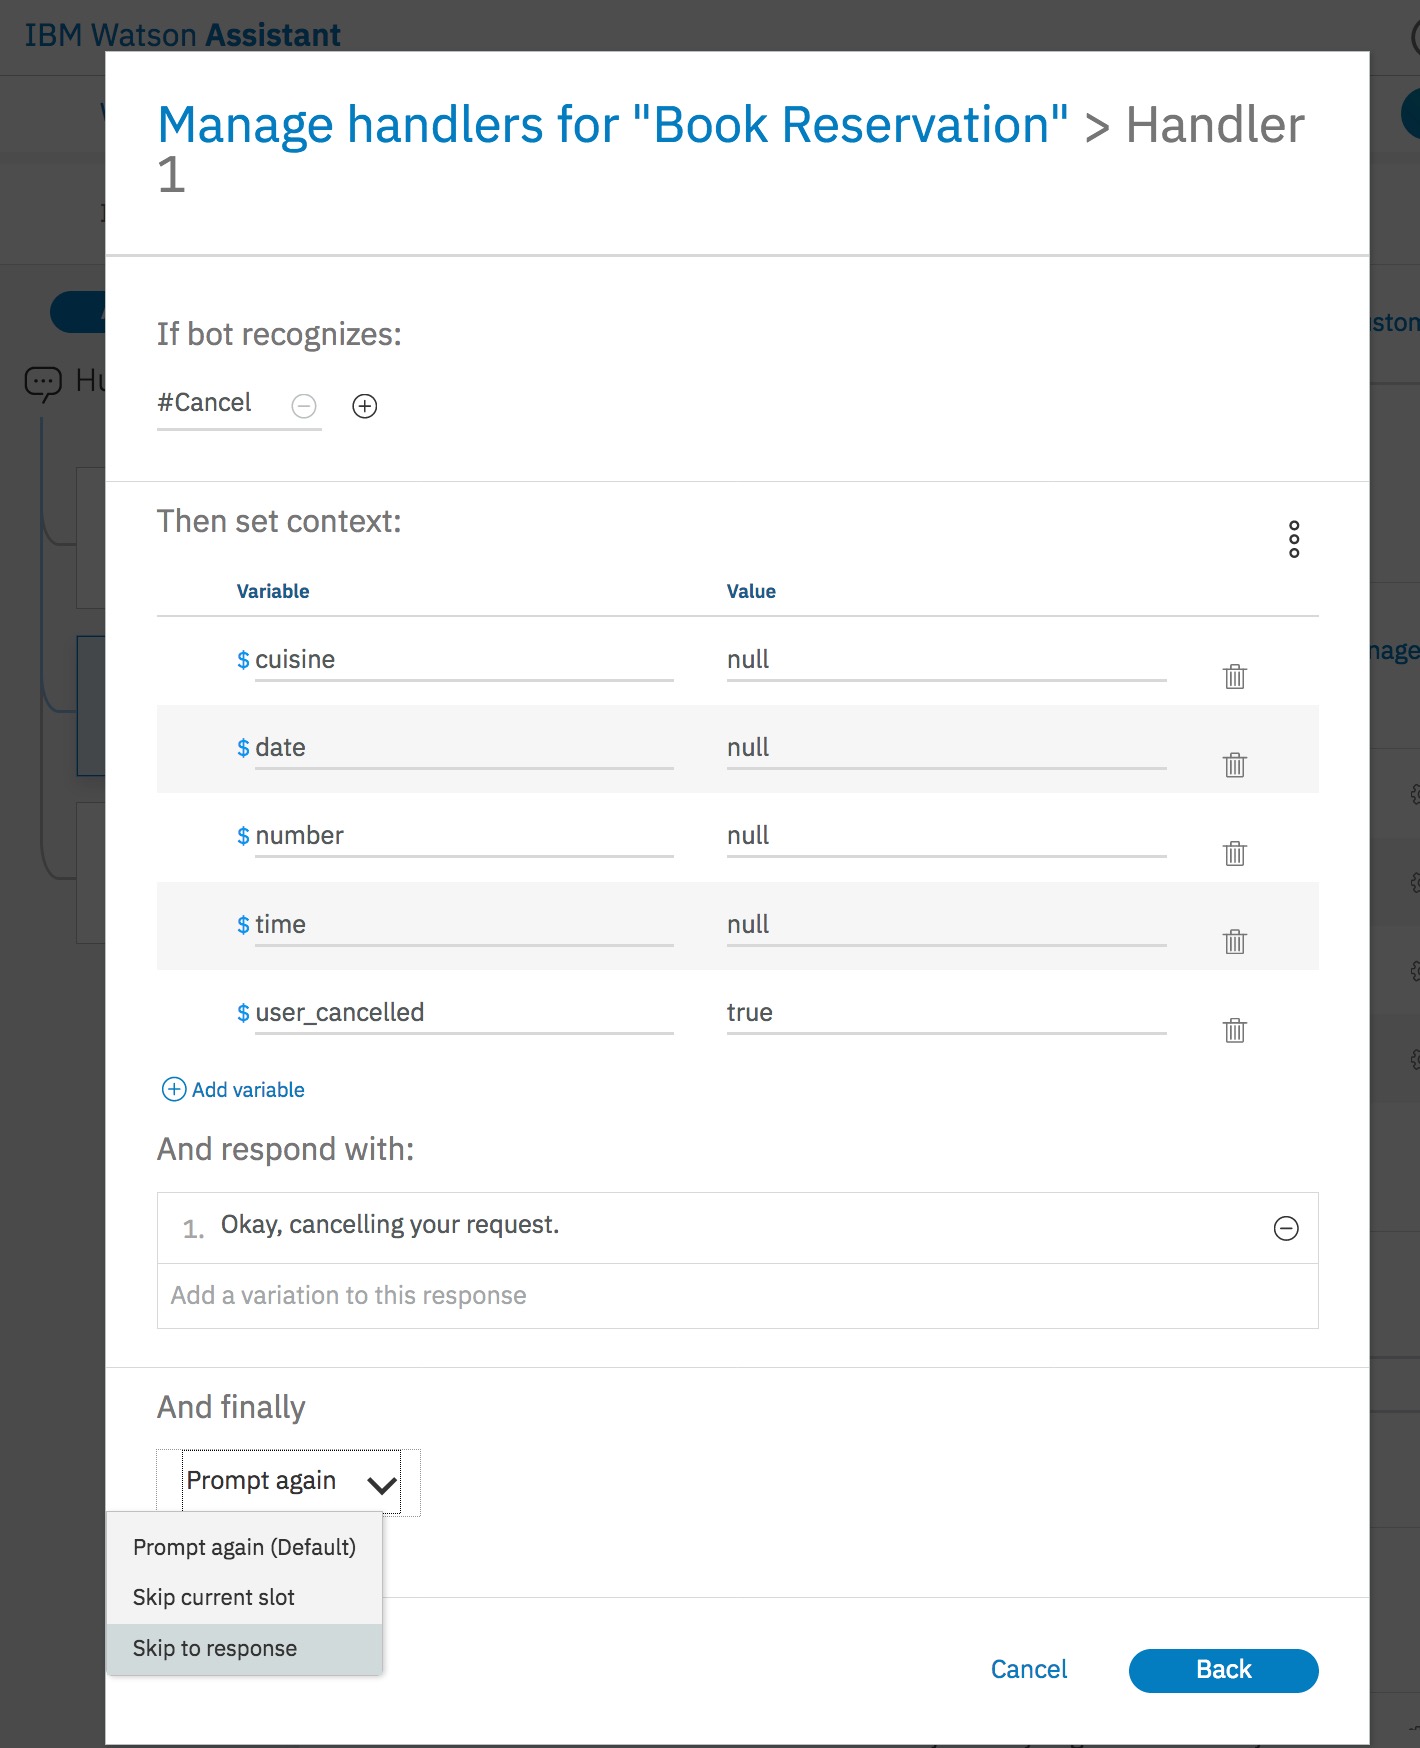 IBM Watson Assistant
Manage handlers for "Book Reservation" > Handler
1
If bot recognizes:
#Cancel
Then set context:
Variable Value
$ cuisine null
$ date null
$ number null
$ time null
$ user_cancelled true
Add variable
And respond with:
1. Okay, cancelling your request.
Add a variation to this response
And finally
Prompt again
Prompt again (Default)
Skip current slot
Skip to response
Cancel Back